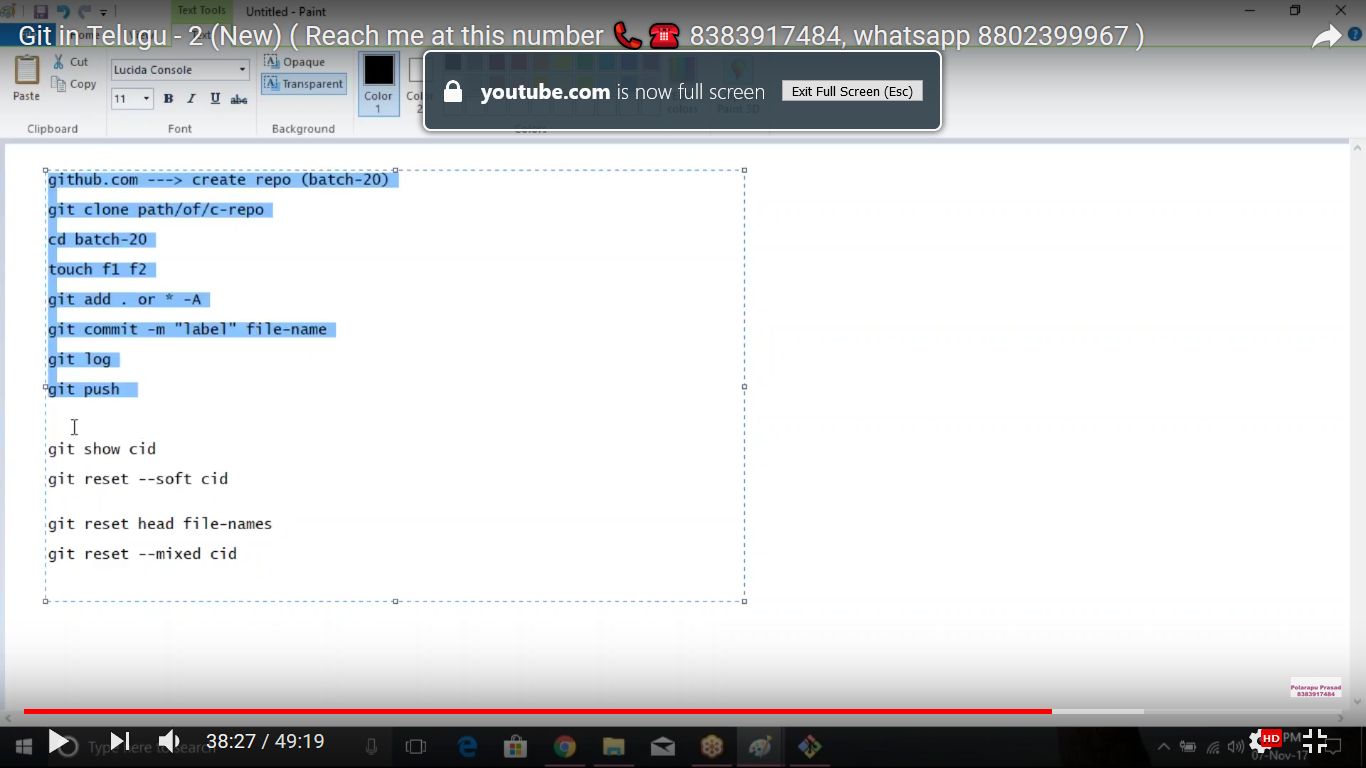 Text Tools
Untitled - Paint
Git in Telugu - 2 (New) ( Reach me at this number 📞☎ 8383917484, whatsapp 8802399967 )
Paste
Cut
Copy
Clipboard
Lucida Console
11
B I U abc
Font
Opaque
Transparent
Background
Color
1
2
youtube.com is now full screen
Exit Full Screen (Esc)
github.com ---> create repo (batch-20)
git clone path/of/c-repo
cd batch-20
touch f1 f2
git add . or * -A
git commit -m "label" file-name
git log
git push
git show cid
git reset --soft cid
git reset head file-names
git reset --mixed cid
Polarapu Prasad
8383917484
Type here to search
38:27 / 49:19
HD
PM
07-Nov-17